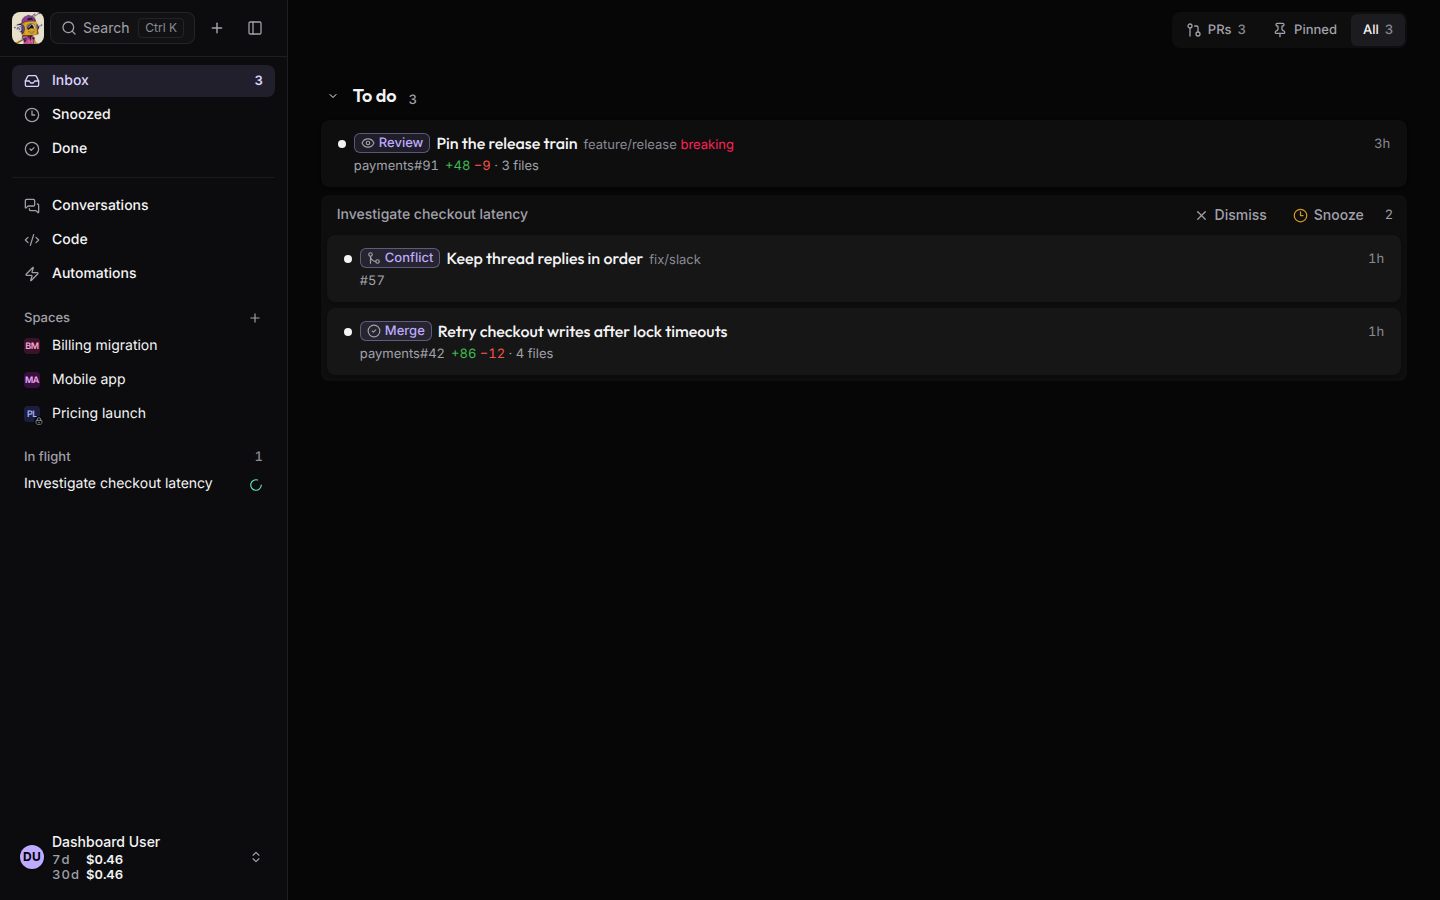 Search Ctrl K
PRs 3 Pinned All 3
Inbox 3
Snoozed
Done
Conversations
Code
Automations
Spaces
BM Billing migration
MA Mobile app
PL Pricing launch
In flight 1
Investigate checkout latency
Dashboard User
DU
7d $0.46
30d $0.46
To do 3
Review Pin the release train feature/release breaking 3h
payments#91 +48 −9 · 3 files
Investigate checkout latency Dismiss Snooze 2
Conflict Keep thread replies in order fix/slack 1h
#57
Merge Retry checkout writes after lock timeouts 1h
payments#42 +86 −12 · 4 files